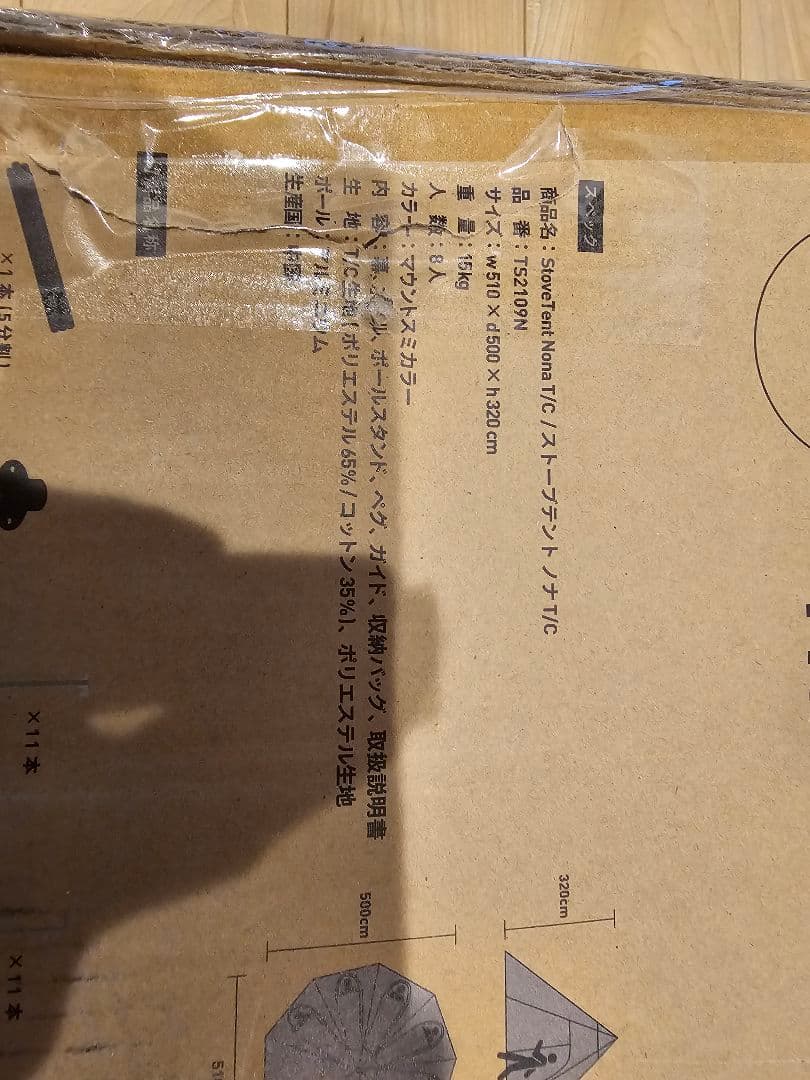 スペック
商品名：StoveTent Nona T/C / ストーブテント ノナ T/C
品　番：TS2109N
サイズ：w510 × d500 × h320cm
重　量：15kg
人　数：8人
カラー：マウントスミカラー
内　容：幕、ポール、ポールスタンド、ペグ、ガイド、収納バッグ、取扱説明書
生　地：T/C生地（ポリエステル65% / コットン35%）、ポリエステル生地
ポール：アルミニウム
生産国：中国
×1本（5分割）
×11本
×11本
320cm
500cm